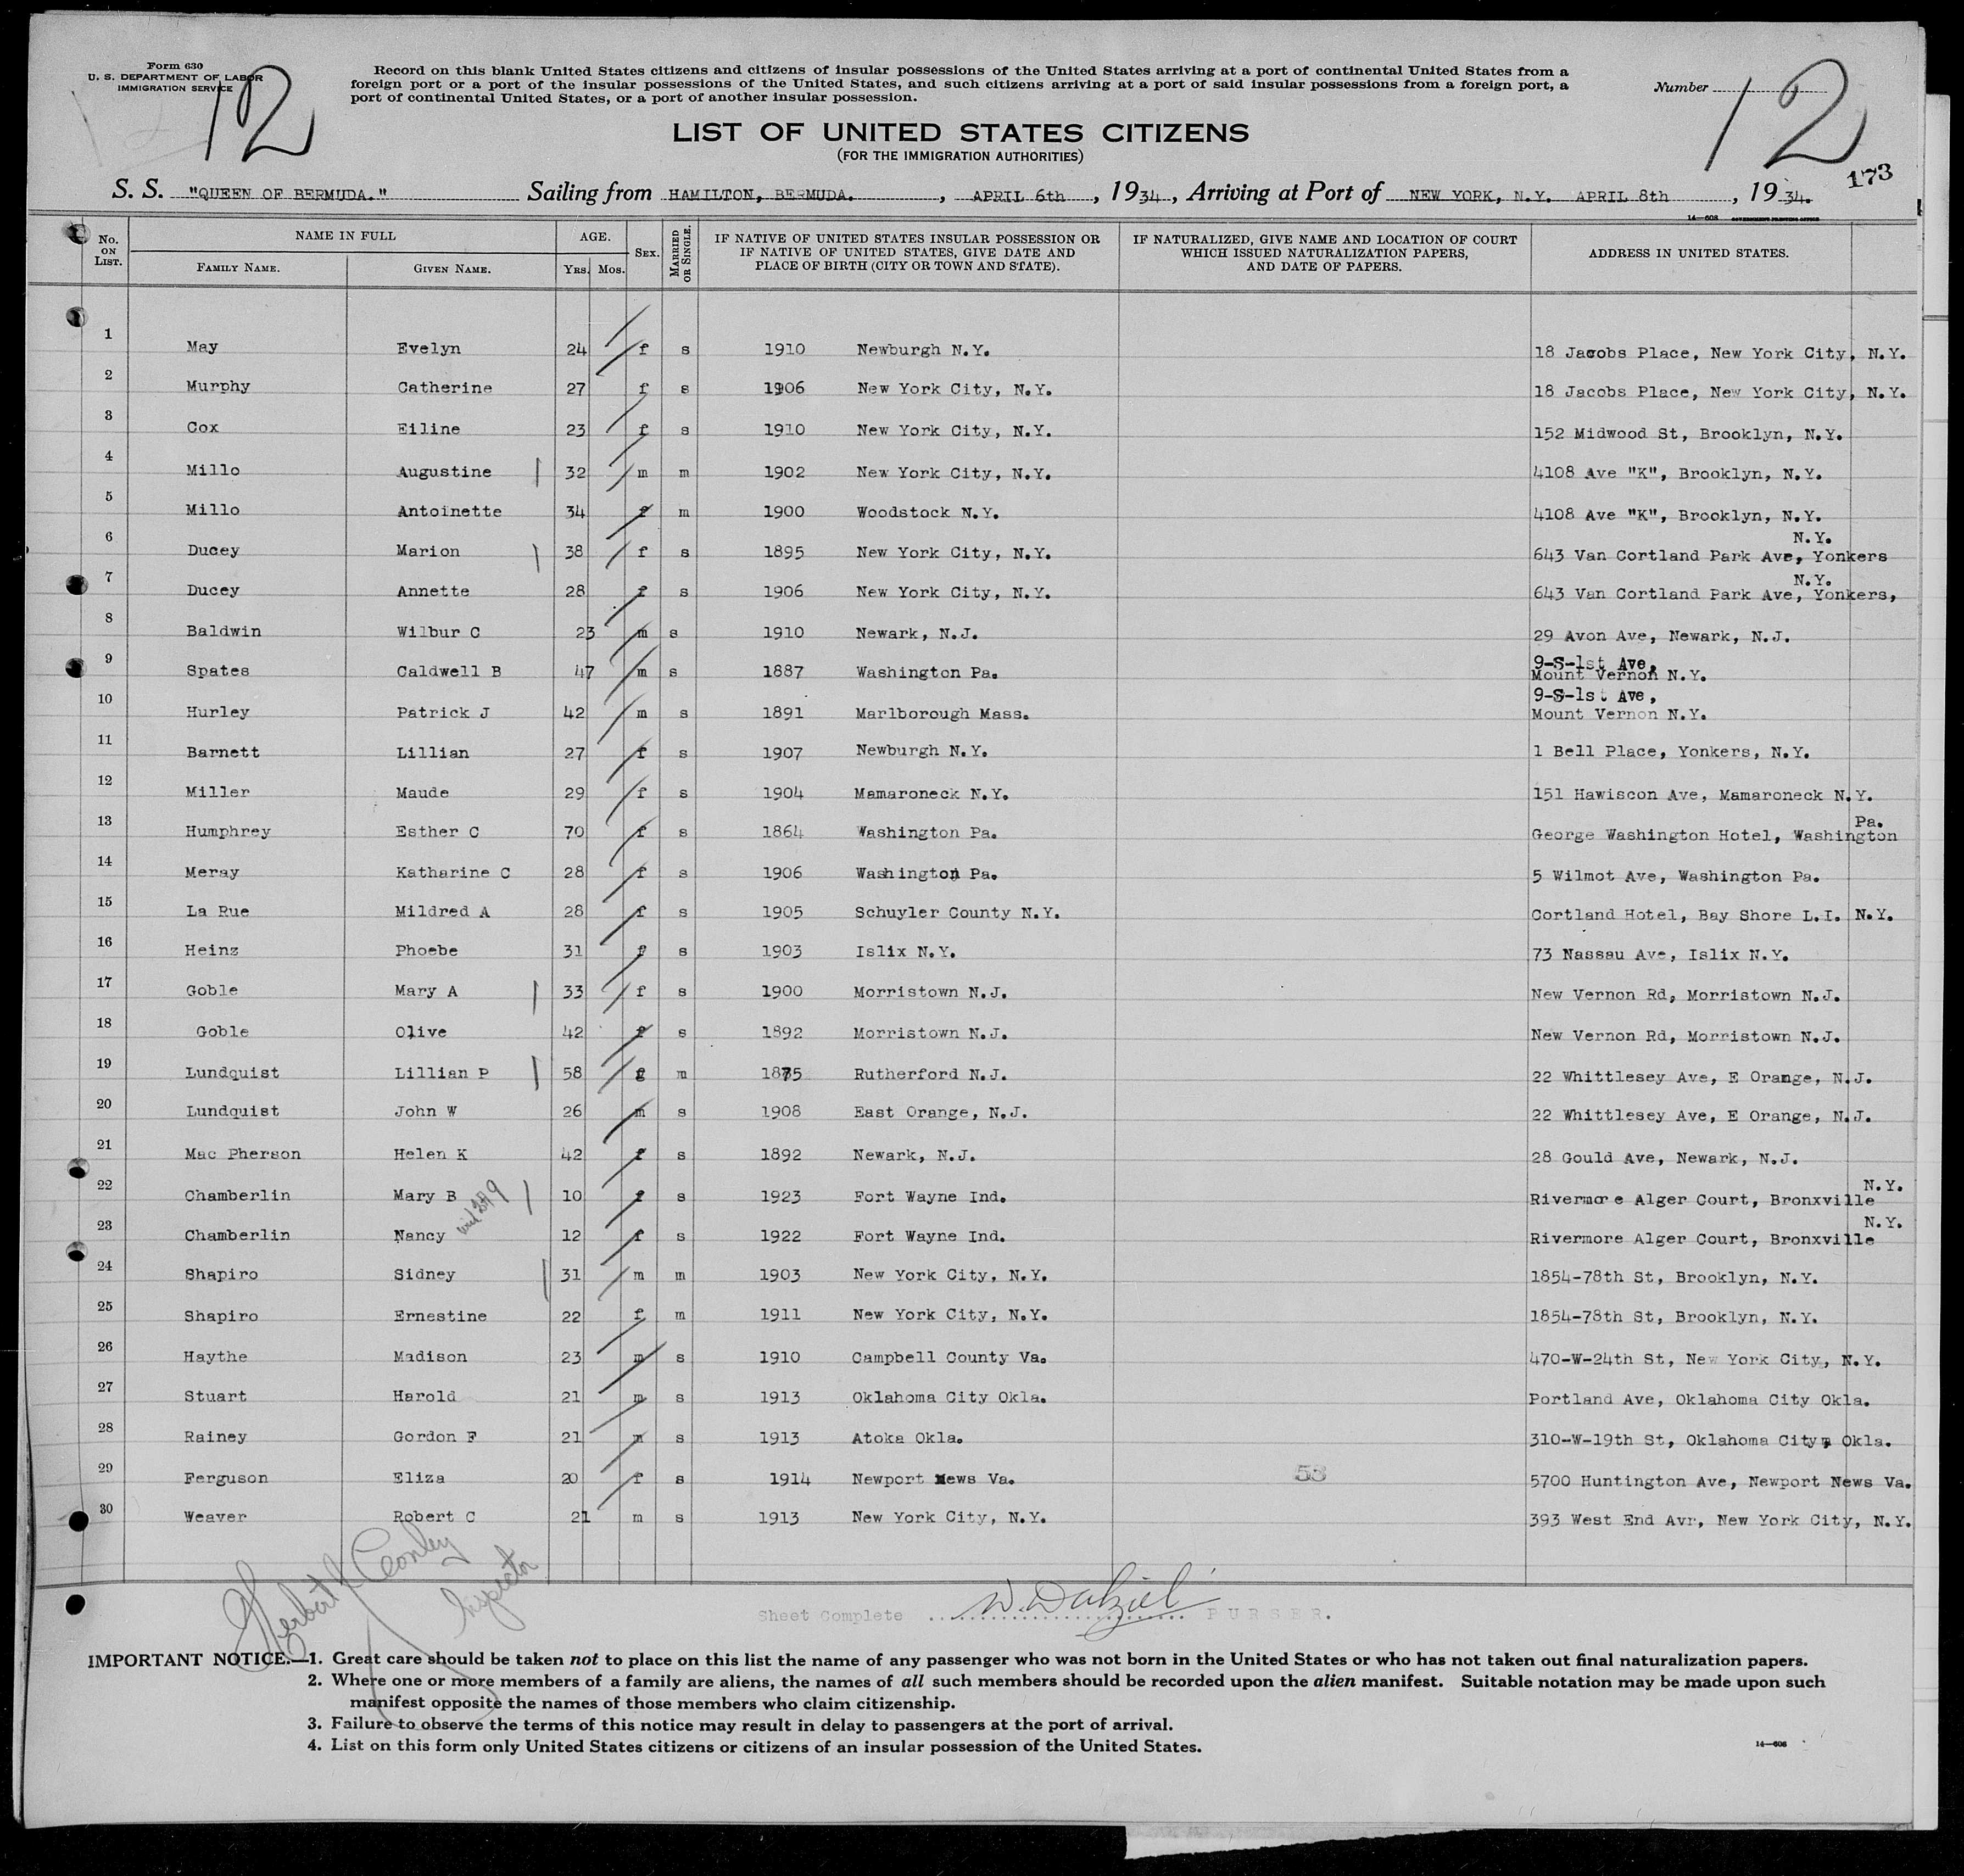 Form 630
U. S. DEPARTMENT OF LABOR
IMMIGRATION SERVICE
12
Record on this blank United States citizens and citizens of insular possessions of the United States arriving at a port of continental United States from a
foreign port or a port of the insular possessions of the United States, and such citizens arriving at a port of said insular possessions from a foreign port, a
port of continental United States, or a port of another insular possession.
Number
12
LIST OF UNITED STATES CITIZENS
(FOR THE IMMIGRATION AUTHORITIES)
173
S. S. "QUEEN OF BERMUDA." Sailing from HAMILTON, BERMUDA. , APRIL 6th , 1934 , Arriving at Port of NEW YORK, N.Y. APRIL 8th , 1934.
14—608 GOVERNMENT PRINTING OFFICE
No. ON LIST. NAME IN FULL FAMILY NAME. GIVEN NAME. AGE. YRS. MOS. SEX. MARRIED OR SINGLE. IF NATIVE OF UNITED STATES INSULAR POSSESSION OR IF NATIVE OF UNITED STATES, GIVE DATE AND PLACE OF BIRTH (CITY OR TOWN AND STATE). IF NATURALIZED, GIVE NAME AND LOCATION OF COURT WHICH ISSUED NATURALIZATION PAPERS, AND DATE OF PAPERS. ADDRESS IN UNITED STATES.
1 May Evelyn 24 f s 1910 Newburgh N.Y. 18 Jacobs Place, New York City, N.Y.
2 Murphy Catherine 27 f s 1906 New York City, N.Y. 18 Jacobs Place, New York City, N.Y.
3 Cox Eiline 23 f s 1910 New York City, N.Y. 152 Midwood St, Brooklyn, N.Y.
4 Millo Augustine 32 m m 1902 New York City, N.Y. 4108 Ave "K", Brooklyn, N.Y.
5 Millo Antoinette 34 f m 1900 Woodstock N.Y. 4108 Ave "K", Brooklyn, N.Y.
6 Ducey Marion 38 f s 1895 New York City, N.Y. 643 Van Cortland Park Ave, Yonkers N.Y.
7 Ducey Annette 28 f s 1906 New York City, N.Y. 643 Van Cortland Park Ave, Yonkers, N.Y.
8 Baldwin Wilbur C 23 m s 1910 Newark, N.J. 29 Avon Ave, Newark, N.J.
9 Spates Caldwell B 47 m s 1887 Washington Pa. 9-S-1st Ave, Mount Vernon N.Y.
10 Hurley Patrick J 42 m s 1891 Marlborough Mass. 9-S-1st Ave, Mount Vernon N.Y.
11 Barnett Lillian 27 f s 1907 Newburgh N.Y. 1 Bell Place, Yonkers, N.Y.
12 Miller Maude 29 f s 1904 Mamaroneck N.Y. 151 Hawiscon Ave, Mamaroneck N.Y.
13 Humphrey Esther C 70 f s 1864 Washington Pa. George Washington Hotel, Washington Pa.
14 Meray Katharine C 28 f s 1906 Washington Pa. 5 Wilmot Ave, Washington Pa.
15 La Rue Mildred A 28 f s 1905 Schuyler County N.Y. Cortland Hotel, Bay Shore L.I. N.Y.
16 Heinz Phoebe 31 f s 1903 Islix N.Y. 73 Nassau Ave, Islix N.Y.
17 Goble Mary A 33 f s 1900 Morristown N.J. New Vernon Rd, Morristown N.J.
18 Goble Olive 42 f s 1892 Morristown N.J. New Vernon Rd, Morristown N.J.
19 Lundquist Lillian P 58 f m 1875 Rutherford N.J. 22 Whittlesey Ave, E Orange, N.J.
20 Lundquist John W 26 m s 1908 East Orange, N.J. 22 Whittlesey Ave, E Orange, N.J.
21 Mac Pherson Helen K 42 f s 1892 Newark, N.J. 28 Gould Ave, Newark, N.J.
22 Chamberlin Mary B 10 f s 1923 Fort Wayne Ind. Rivermore Alger Court, Bronxville N.Y.
23 Chamberlin Nancy 12 f s 1922 Fort Wayne Ind. Rivermore Alger Court, Bronxville N.Y.
24 Shapiro Sidney 31 m m 1903 New York City, N.Y. 1854-78th St, Brooklyn, N.Y.
25 Shapiro Ernestine 22 f m 1911 New York City, N.Y. 1854-78th St, Brooklyn, N.Y.
26 Haythe Madison 23 m s 1910 Campbell County Va. 470-W-24th St, New York City, N.Y.
27 Stuart Harold 21 m s 1913 Oklahoma City Okla. Portland Ave, Oklahoma City Okla.
28 Rainey Gordon F 21 m s 1913 Atoka Okla. 310-W-19th St, Oklahoma City, Okla.
29 Ferguson Eliza 20 f s 1914 Newport News Va. 53 5700 Huntington Ave, Newport News Va.
30 Weaver Robert C 21 m s 1913 New York City, N.Y. 393 West End Avr, New York City, N.Y.
Herbert Conley Inspector
Sheet Complete W. Dalziel PURSER.
IMPORTANT NOTICE.—1. Great care should be taken not to place on this list the name of any passenger who was not born in the United States or who has not taken out final naturalization papers.
2. Where one or more members of a family are aliens, the names of all such members should be recorded upon the alien manifest. Suitable notation may be made upon such
manifest opposite the names of those members who claim citizenship.
3. Failure to observe the terms of this notice may result in delay to passengers at the port of arrival.
4. List on this form only United States citizens or citizens of an insular possession of the United States.
14—608